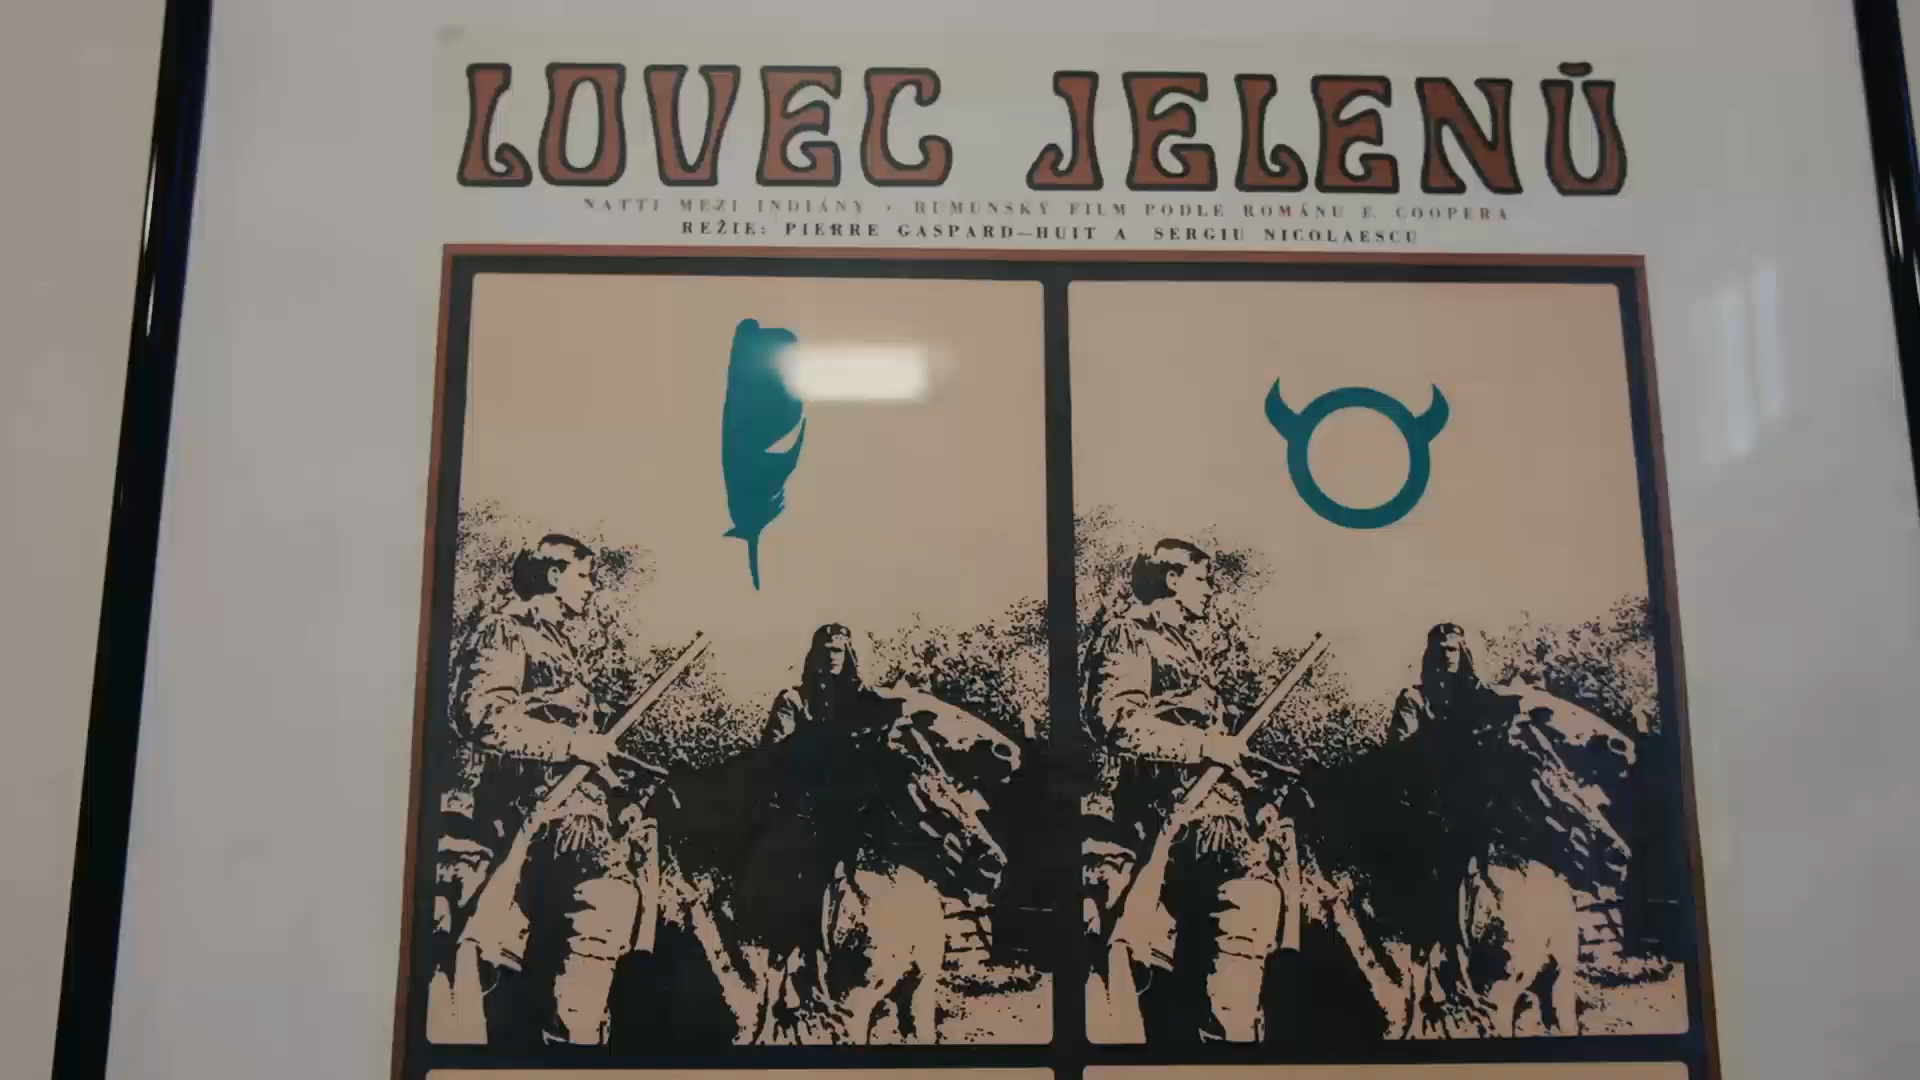 LOVEC JELENŮ
NATTI MEZI INDIÁNY • RUMUNSKÝ FILM PODLE ROMÁNU F. COOPERA
REŽIE: PIERRE GASPARD-HUIT A SERGIU NICOLAESCU